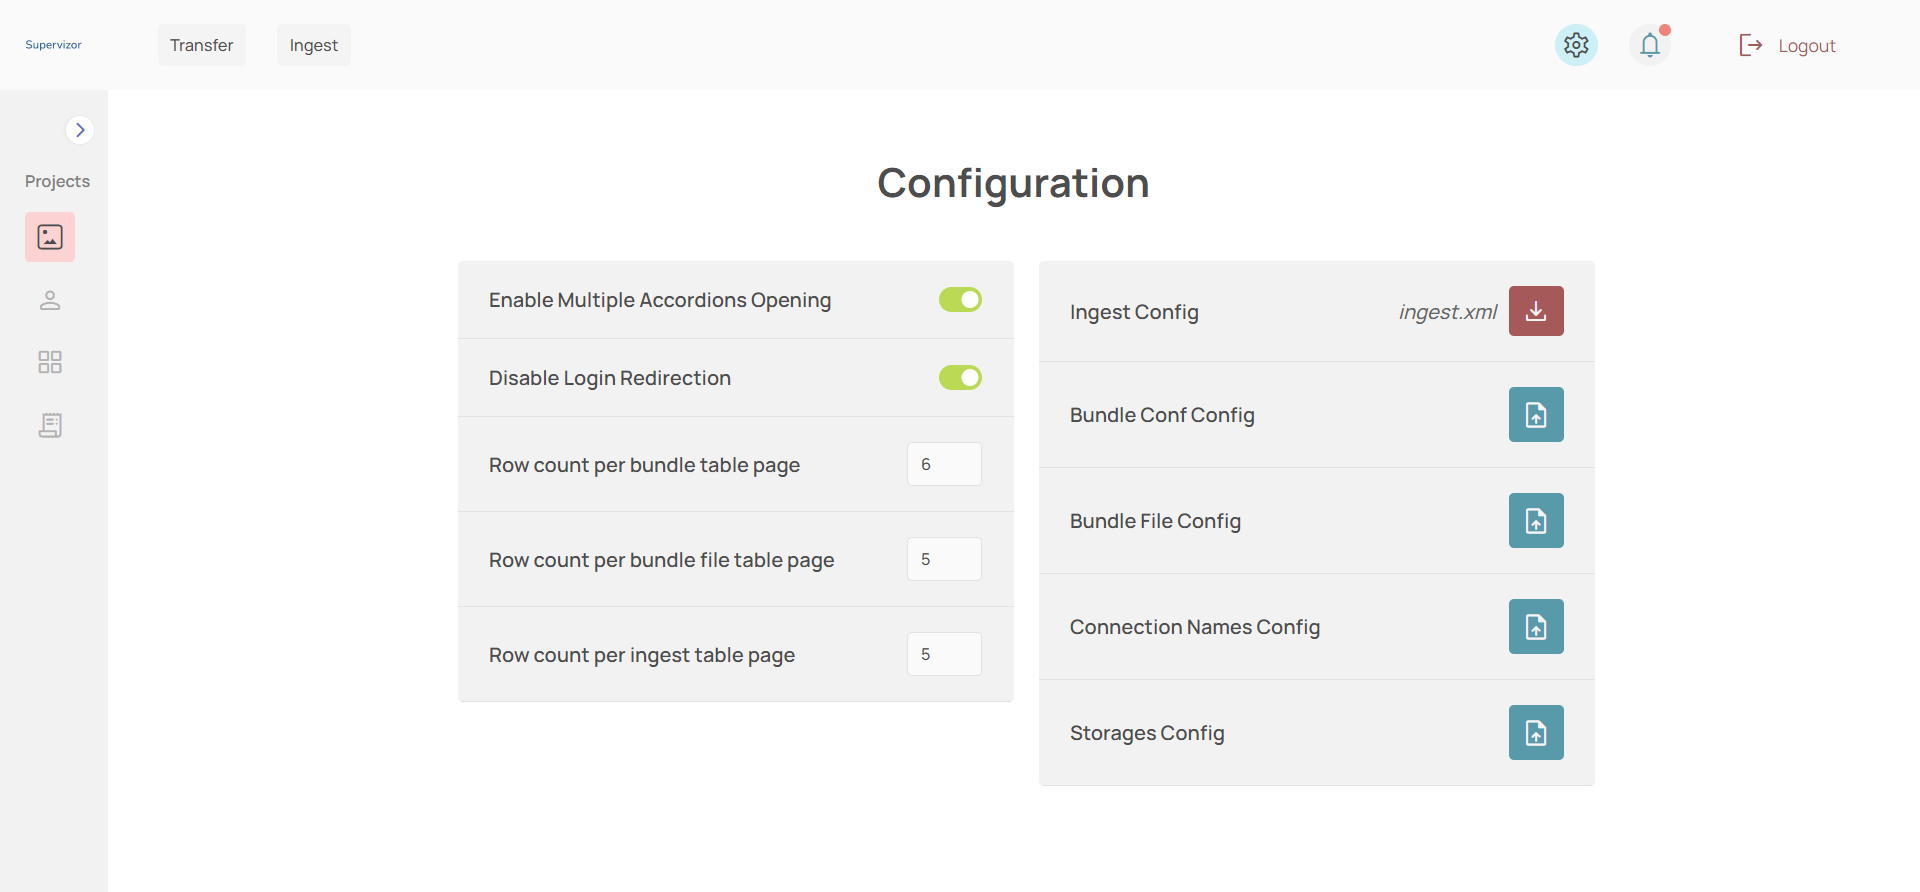 Supervizor
Transfer
Ingest
Logout
Projects
Configuration
Enable Multiple Accordions Opening
Disable Login Redirection
Row count per bundle table page
6
Row count per bundle file table page
5
Row count per ingest table page
5
Ingest Config
ingest.xml
Bundle Conf Config
Bundle File Config
Connection Names Config
Storages Config